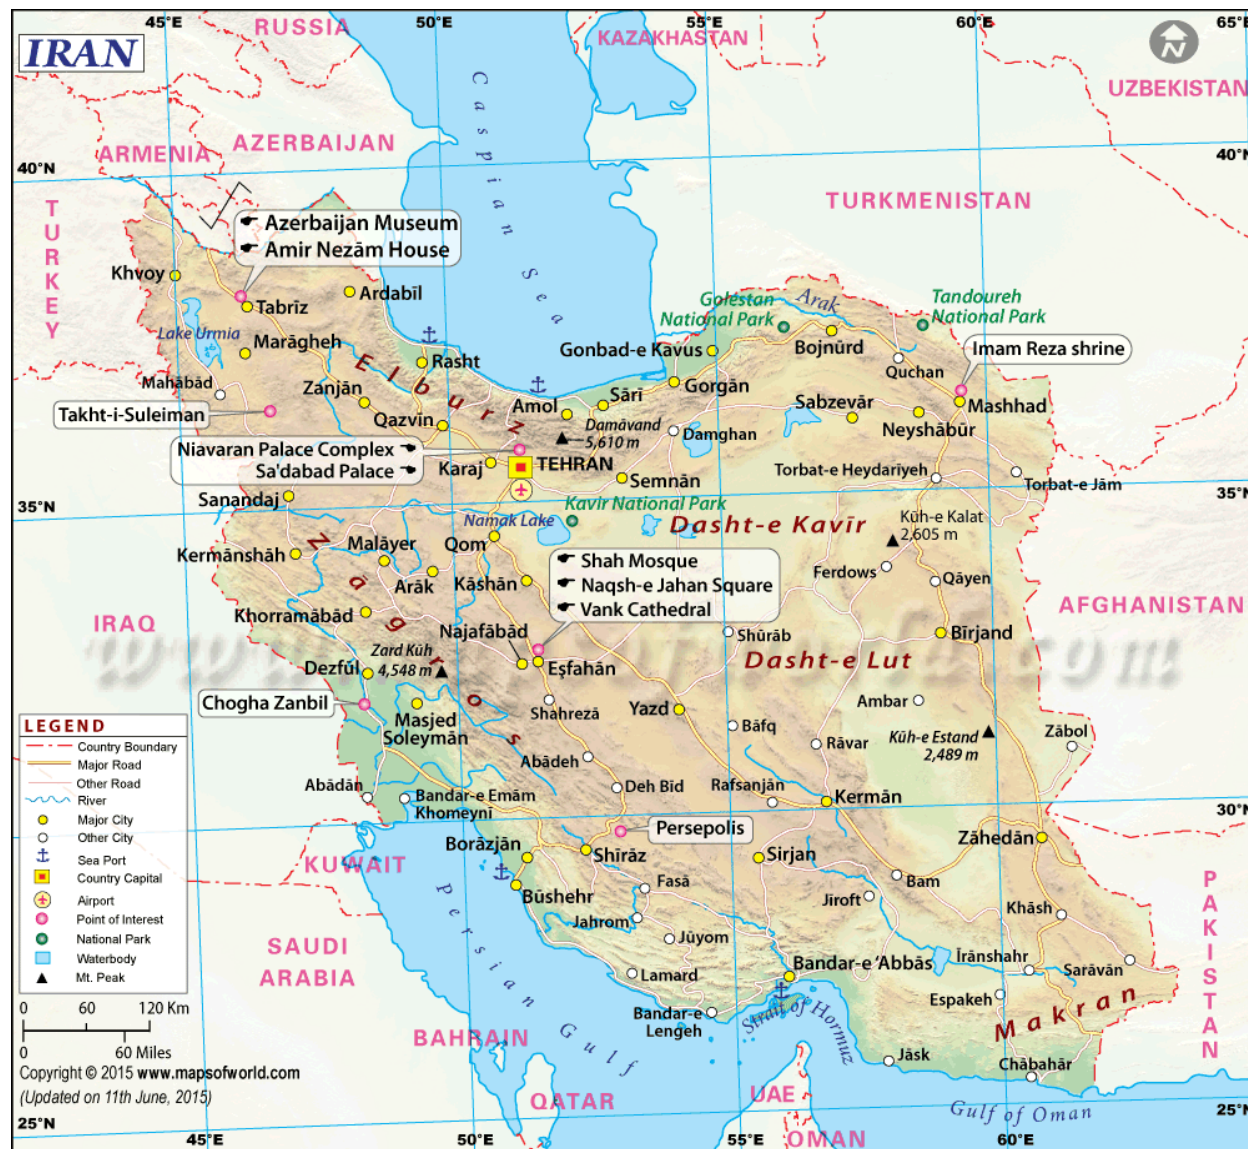 45°E
50°E
55°E
60°E
65°E
IRAN
RUSSIA
KAZAKHASTAN
N
UZBEKISTAN
Caspian Sea
AZERBAIJAN
ARMENIA
40°N
40°N
TURKEY
TURKMENISTAN
Azerbaijan Museum
Amir Nezām House
Khvoy
Ardabīl
Tabrīz
Lake Urmia
Marāgheh
Golestan
National Park
Arak
Tandoureh
National Park
Bojnūrd
Imam Reza shrine
Gonbad-e Kavus
Quchan
Rasht
Elburz
Mahābād
Zanjān
Takht-i-Suleiman
Qazvīn
Amol
Sārī
Gorgān
Sabzevār
Mashhad
Neyshābūr
Damāvand
5,610 m
Damghan
Niavaran Palace Complex
Sa'dabad Palace
Karaj
TEHRAN
Semnān
Torbat-e Heydarīyeh
Torbat-e Jām
35°N
35°N
Sanandaj
Kavir National Park
Namak Lake
Dasht-e Kavīr
Kūh-e Kalat
2,605 m
Kermānshāh
Malāyer
Qom
Zāgros
Arāk
Kāshān
Shah Mosque
Naqsh-e Jahan Square
Vank Cathedral
Ferdows
Qāyen
AFGHANISTAN
IRAQ
Khorramābād
Najafābād
Shūrāb
Bīrjand
Zard Kūh
4,548 m
Dezfūl
Eşfahān
Dasht-e Lut
Chogha Zanbil
Masjed
Soleymān
Shahrezā
Yazd
Bāfq
Ambar
Kūh-e Estand
2,489 m
Zābol
Rāvar
Abādeh
Deh Bīd
Rafsanjān
Kermān
30°N
Abādān
Bandar-e Emām
Khomeynī
Persepolis
Zāhedān
KUWAIT
Borāzjān
Shīrāz
Sirjan
Būshehr
Fasā
Bam
Jīroft
Khāsh
PAKISTAN
Jahrom
Jūyom
SAUDI
ARABIA
Lamard
Bandar-e 'Abbās
Īrānshahr
Sarāvān
Espakeh
Makran
Bandar-e
Lengeh
Strait of Hormuz
Persian Gulf
BAHRAIN
Jāsk
Chābahār
QATAR
UAE
OMAN
Gulf of Oman
25°N
25°N
LEGEND
Country Boundary
Major Road
Other Road
River
Major City
Other City
Sea Port
Country Capital
Airport
Point of Interest
National Park
Waterbody
Mt. Peak
0 60 120 Km
0 60 Miles
Copyright © 2015 www.mapsofworld.com
(Updated on 11th June, 2015)
45°E
50°E
55°E
60°E